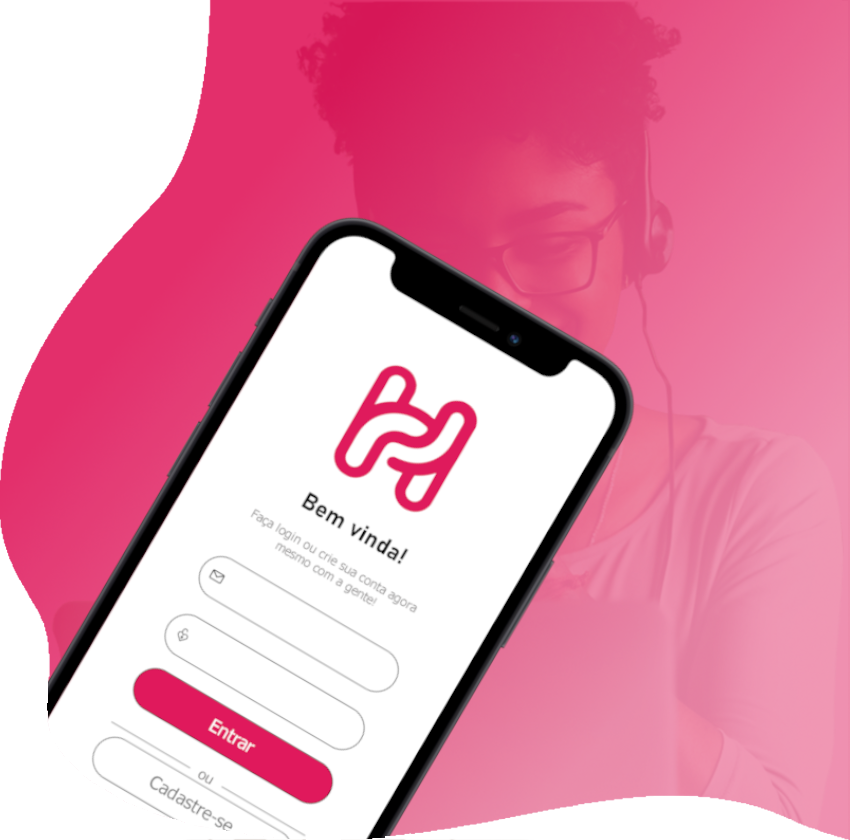 Bem vinda!
Faça login ou crie sua conta agora
mesmo com a gente!
Entrar
ou
Cadastre-se